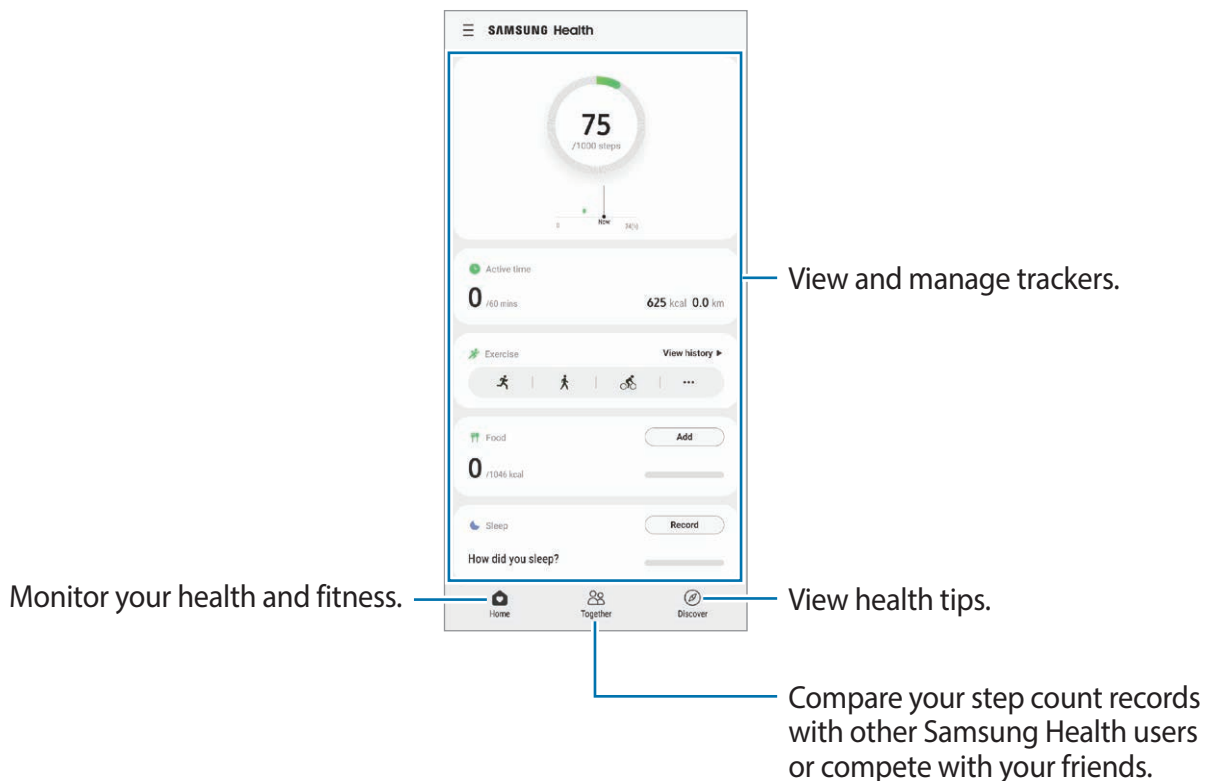 SAMSUNG Health
75
/1000 steps
Now
Active time
0 /60 mins
625 kcal 0.0 km
View and manage trackers.
Exercise
View history
Food
Add
0 /1046 kcal
Sleep
Record
How did you sleep?
Monitor your health and fitness.
Home
Together
Discover
View health tips.
Compare your step count records
with other Samsung Health users
or compete with your friends.